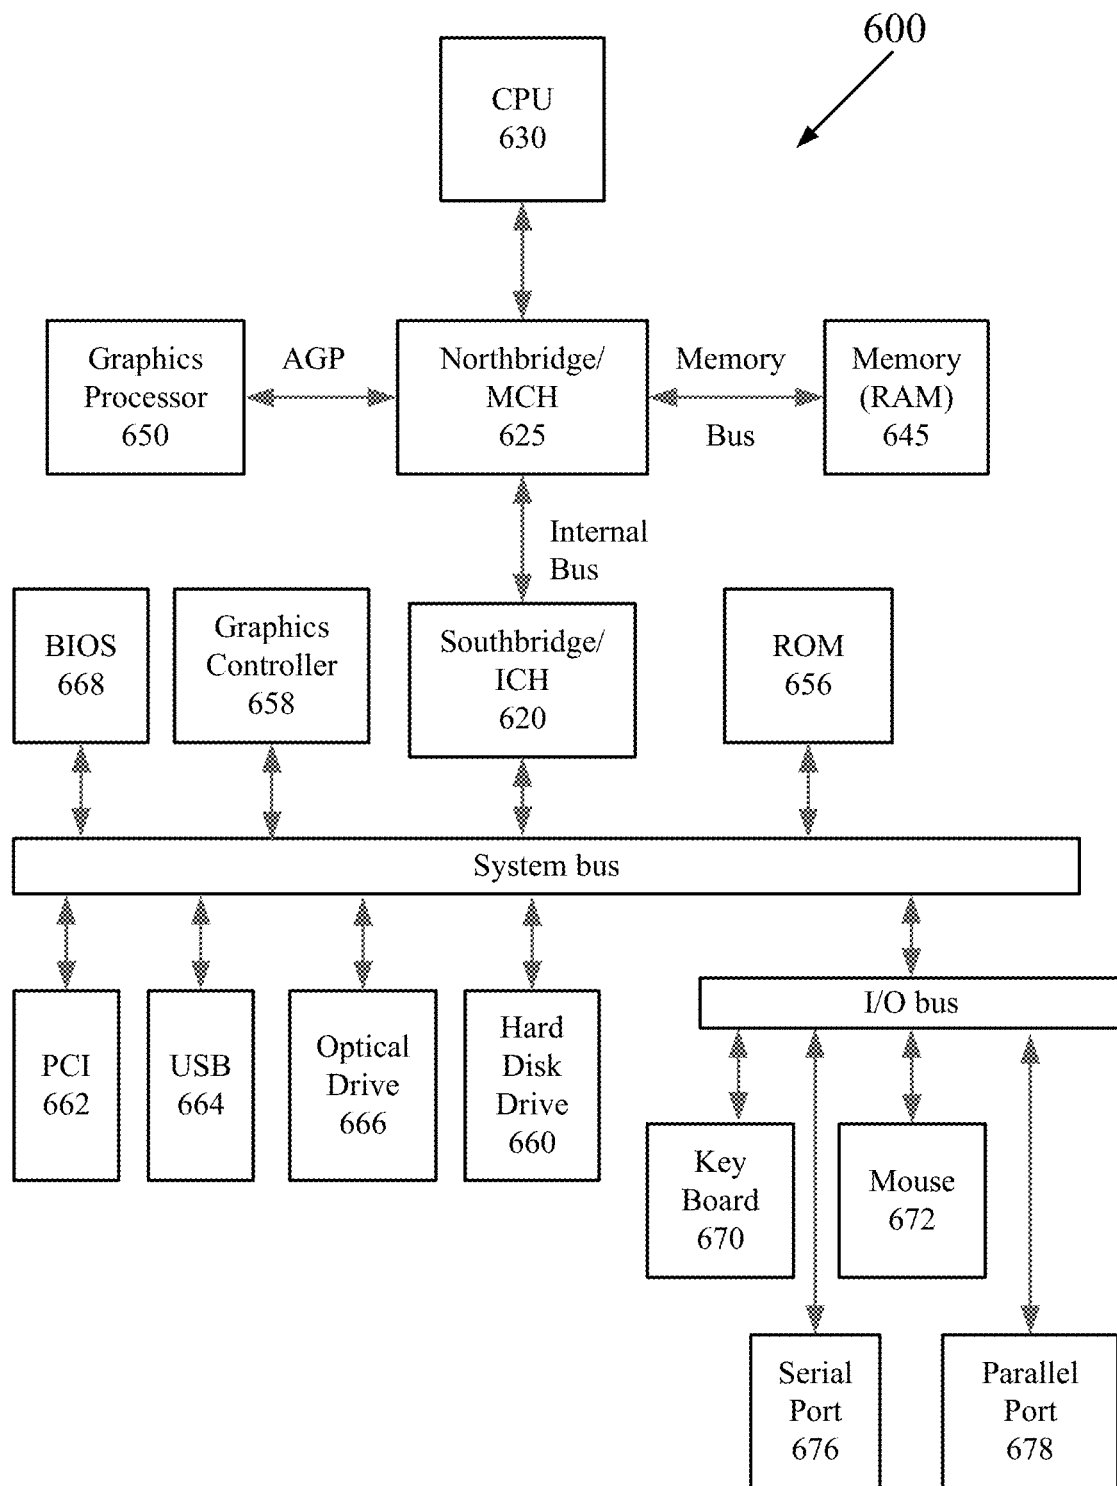 600
CPU
630
Graphics
Processor
650
AGP
Northbridge/
MCH
625
Memory
Bus
Memory
(RAM)
645
Internal
Bus
BIOS
668
Graphics
Controller
658
Southbridge/
ICH
620
ROM
656
System bus
PCI
662
USB
664
Optical
Drive
666
Hard
Disk
Drive
660
I/O bus
Key
Board
670
Mouse
672
Serial
Port
676
Parallel
Port
678